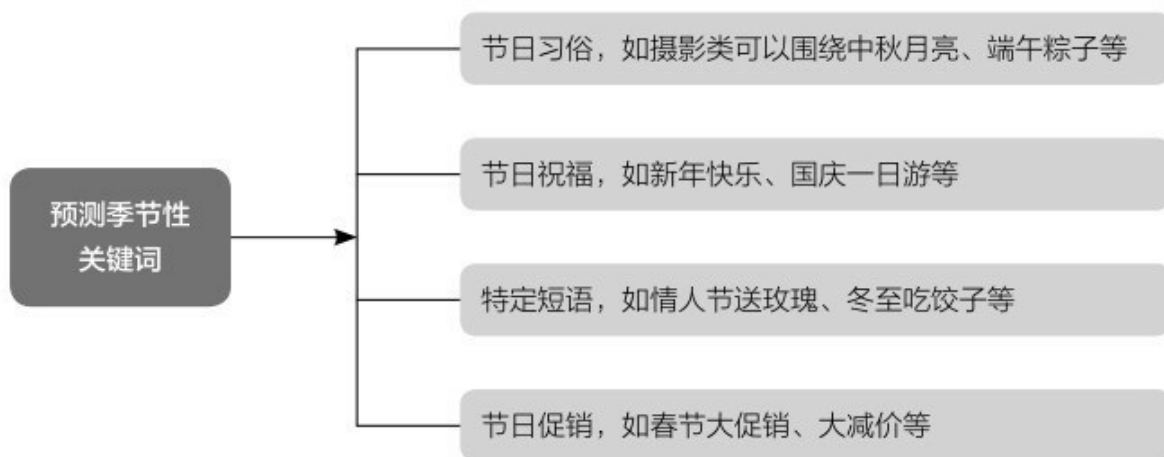 预测季节性
关键词
节日习俗，如摄影类可以围绕中秋月亮、端午粽子等
节日祝福，如新年快乐、国庆一日游等
特定短语，如情人节送玫瑰、冬至吃饺子等
节日促销，如春节大促销、大减价等